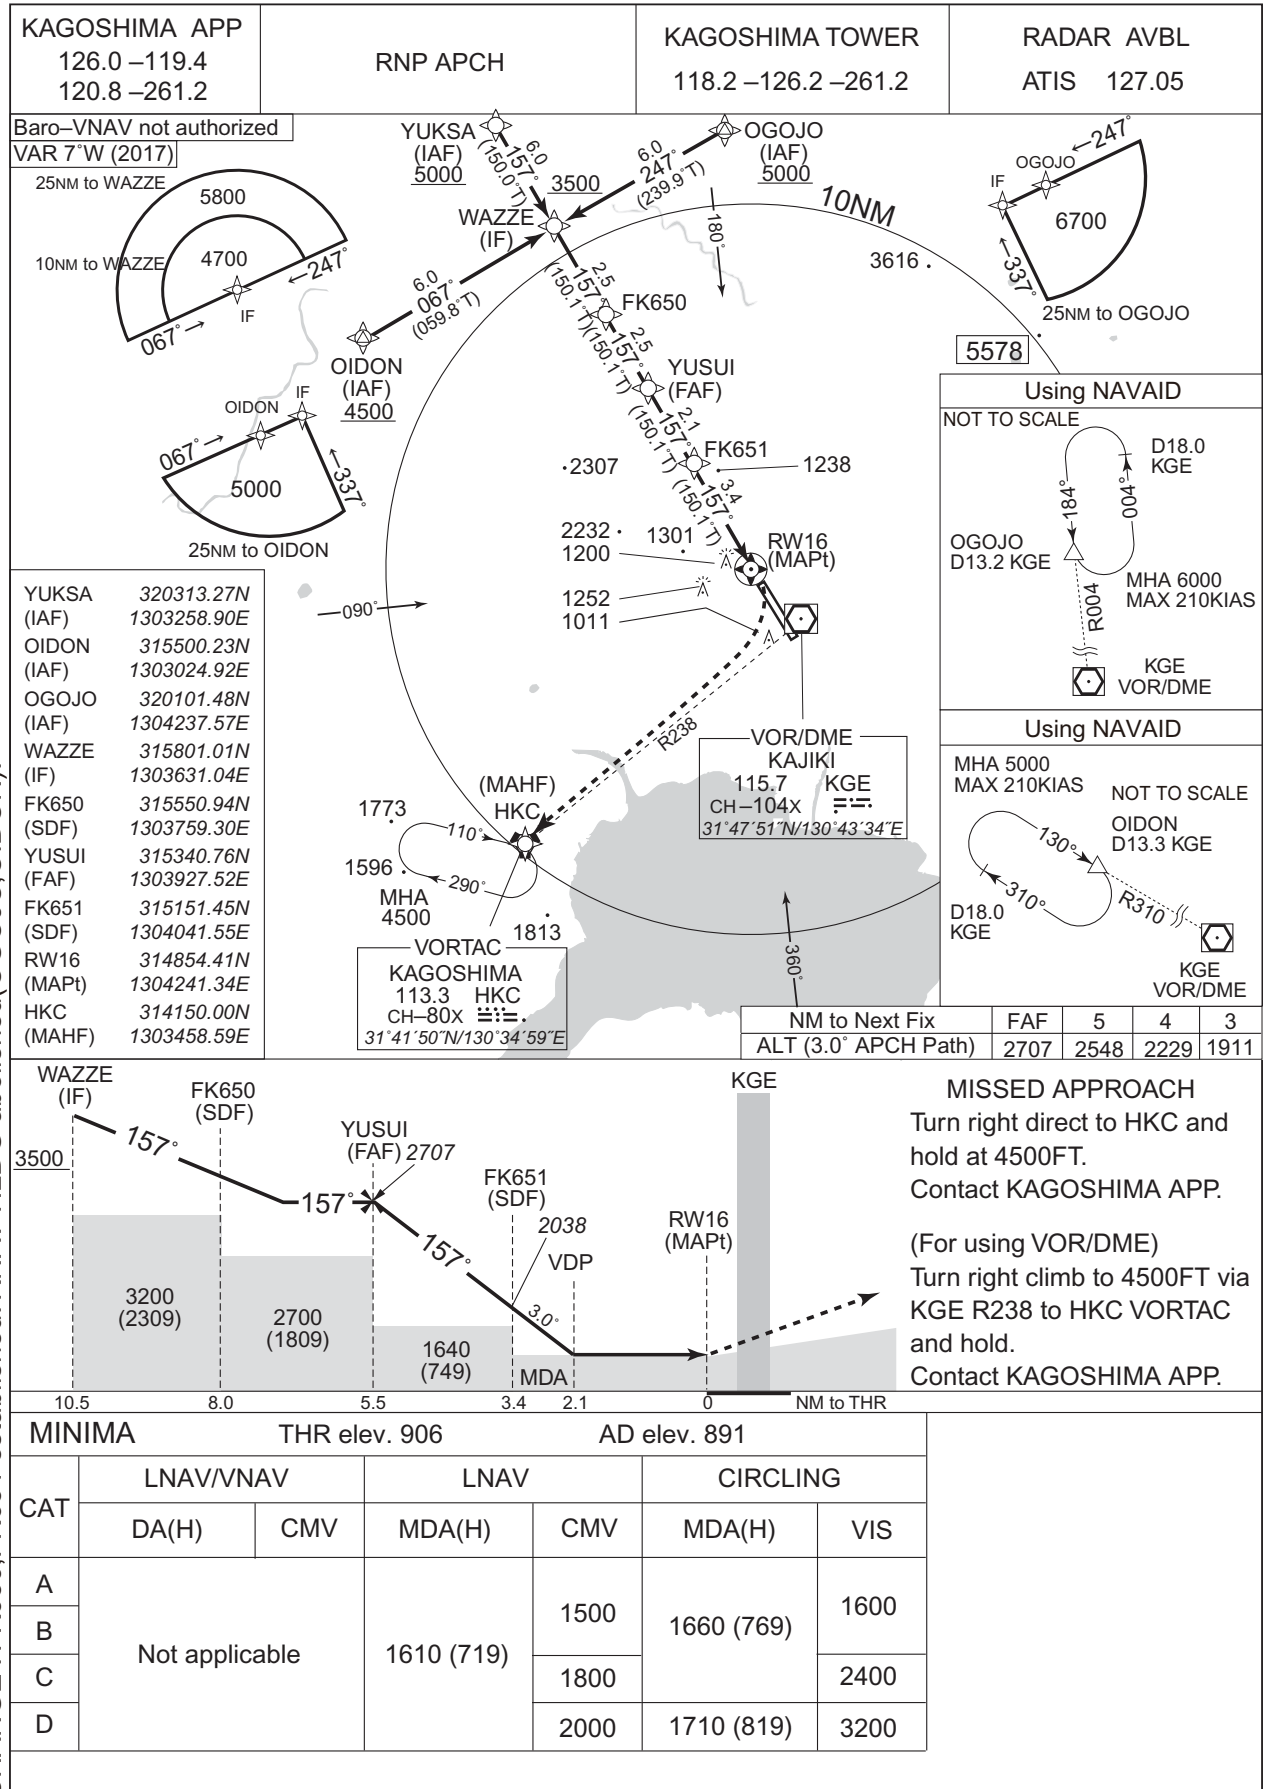 KAGOSHIMA APP
126.0 –119.4
120.8 –261.2
RNP APCH
KAGOSHIMA TOWER
118.2 –126.2 –261.2
RADAR AVBL
ATIS 127.05
Baro–VNAV not authorized
VAR 7˚W (2017)
25NM to WAZZE
5800
10NM to WAZZE
4700
←247˚
IF
067˚→
YUKSA
(IAF)
5000
6.0
157˚
(150.0˚T)
OGOJO
(IAF)
5000
6.0
247˚
(239.9˚T)
3500
WAZZE
(IF)
6.0
067˚
(059.8˚T)
OIDON
(IAF)
4500
2.5
157˚
(150.1˚T)
FK650
2.5
157˚
(150.1˚T)
YUSUI
(FAF)
2.1
157˚
(150.1˚T)
FK651
3.4
157˚
(150.1˚T)
RW16
(MAPt)
10NM
180˚
3616
5578
←247˚
OGOJO
IF
6700
←337˚
25NM to OGOJO
IF
OIDON
067˚→
5000
←337˚
25NM to OIDON
2307
1238
2232
1200
1301
1252
1011
090˚
R238
Using NAVAID
NOT TO SCALE
D18.0
KGE
184˚
004˚
OGOJO
D13.2 KGE
MHA 6000
MAX 210KIAS
R004
KGE
VOR/DME
Using NAVAID
MHA 5000
MAX 210KIAS
NOT TO SCALE
OIDON
D13.3 KGE
130˚
310˚
R310
D18.0
KGE
KGE
VOR/DME
YUKSA 320313.27N
(IAF) 1303258.90E
OIDON 315500.23N
(IAF) 1303024.92E
OGOJO 320101.48N
(IAF) 1304237.57E
WAZZE 315801.01N
(IF) 1303631.04E
FK650 315550.94N
(SDF) 1303759.30E
YUSUI 315340.76N
(FAF) 1303927.52E
FK651 315151.45N
(SDF) 1304041.55E
RW16 314854.41N
(MAPt) 1304241.34E
HKC 314150.00N
(MAHF) 1303458.59E
VOR/DME
KAJIKI
115.7 KGE
CH–104X
31˚47´51˝N/130˚43´34˝E
(MAHF)
HKC
1773
110˚
1596
290˚
MHA
4500
1813
VORTAC
KAGOSHIMA
113.3 HKC
CH–80X
31˚41´50˝N/130˚34´59˝E
360˚
NM to Next Fix FAF 5 4 3
ALT (3.0˚ APCH Path) 2707 2548 2229 1911
WAZZE
(IF)
3500
157˚
FK650
(SDF)
157˚
YUSUI
(FAF) 2707
157˚
FK651
(SDF)
2038
3.0˚
VDP
RW16
(MAPt)
KGE
3200
(2309)
2700
(1809)
1640
(749)
MDA
10.5 8.0 5.5 3.4 2.1 0 NM to THR
MISSED APPROACH
Turn right direct to HKC and
hold at 4500FT.
Contact KAGOSHIMA APP.
(For using VOR/DME)
Turn right climb to 4500FT via
KGE R238 to HKC VORTAC
and hold.
Contact KAGOSHIMA APP.
MINIMA THR elev. 906 AD elev. 891
CAT LNAV/VNAV LNAV CIRCLING
DA(H) CMV MDA(H) CMV MDA(H) VIS
A
B
C
D
Not applicable
1610 (719)
1500
1800
2000
1660 (769)
1710 (819)
1600
2400
3200